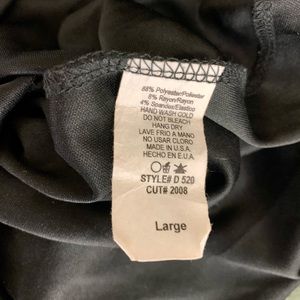 88% Polyester/Poliester
8% Rayon/Rayon
4% Spandex/Elastico
HAND WASH COLD
DO NOT BLEACH
HANG DRY
LAVE FRIO A MANO
NO USAR CLORO
MADE IN U.S.A.
HECHO EN E.U.A.
STYLE# D 520
CUT# 2008
Large